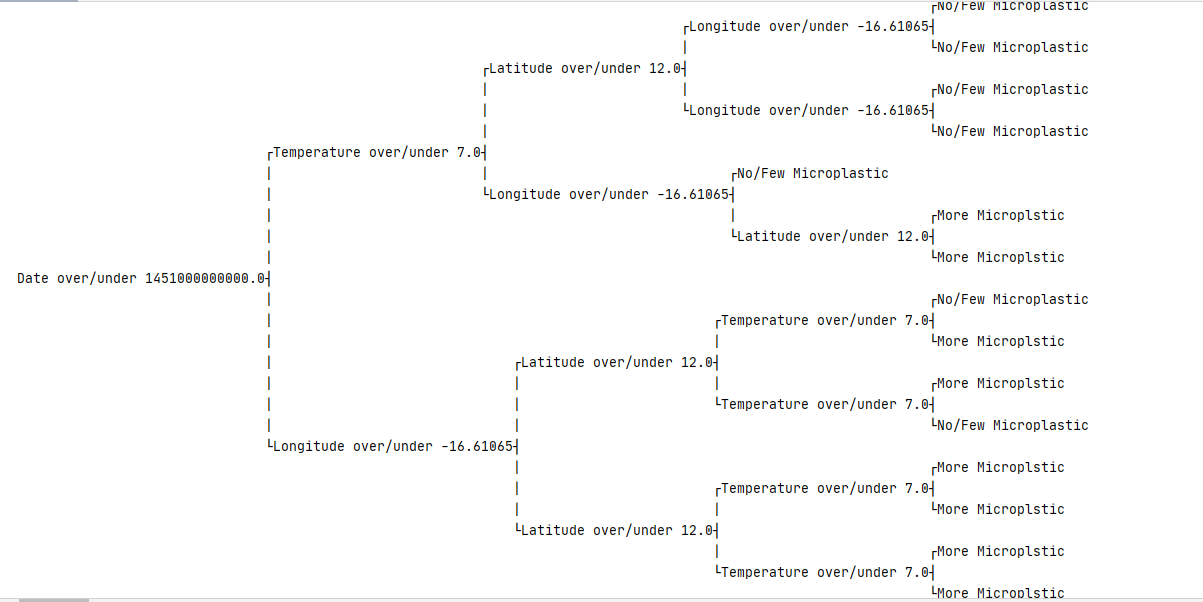 ┌No/Few Microplastic
┌Longitude over/under -16.61065┤
└No/Few Microplastic
┌Latitude over/under 12.0┤
┌No/Few Microplastic
└Longitude over/under -16.61065┤
└No/Few Microplastic
┌Temperature over/under 7.0┤
┌No/Few Microplastic
└Longitude over/under -16.61065┤
┌More Microplstic
└Latitude over/under 12.0┤
└More Microplstic
Date over/under 1451000000000.0┤
┌No/Few Microplastic
┌Temperature over/under 7.0┤
└More Microplstic
┌Latitude over/under 12.0┤
┌More Microplstic
└Temperature over/under 7.0┤
└No/Few Microplastic
└Longitude over/under -16.61065┤
┌More Microplstic
┌Temperature over/under 7.0┤
└More Microplstic
└Latitude over/under 12.0┤
┌More Microplstic
└Temperature over/under 7.0┤
└More Microplstic